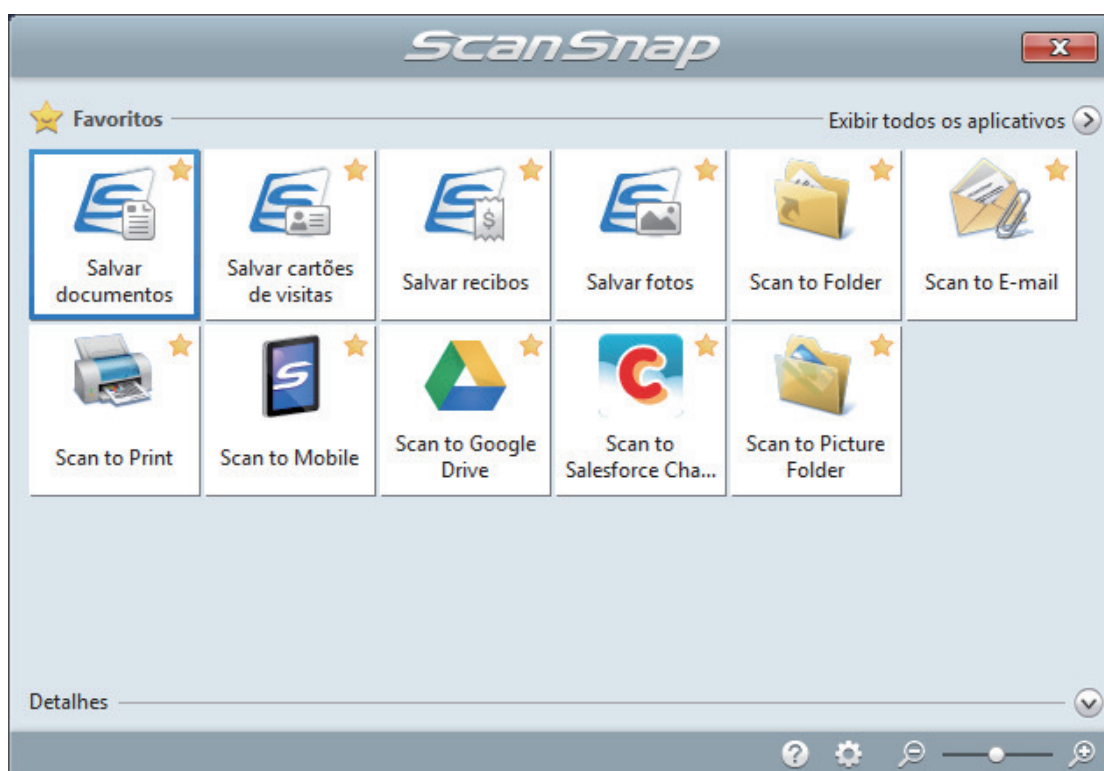 ScanSnap
Favoritos
Exibir todos os aplicativos
Salvar
documentos
Salvar cartões
de visitas
Salvar recibos
Salvar fotos
Scan to Folder
Scan to E-mail
Scan to Print
Scan to Mobile
Scan to Google
Drive
Scan to
Salesforce Cha...
Scan to Picture
Folder
Detalhes